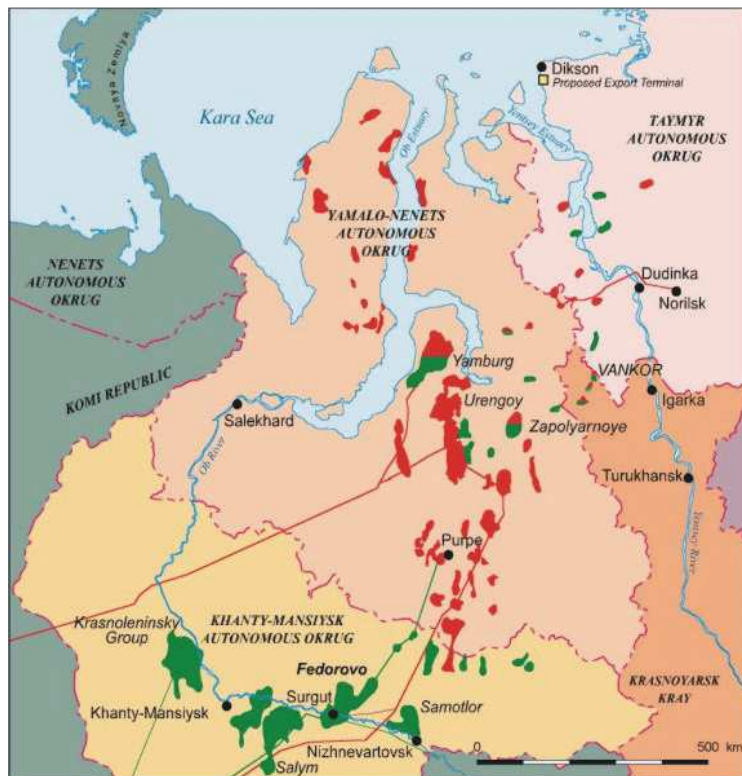 Novaya Zemlya
Kara Sea
Dikson
Proposed Export Terminal
Ob Estuary
Yenisey Estuary
TAYMYR
AUTONOMOUS
OKRUG
YAMALO-NENETS
AUTONOMOUS
OKRUG
NENETS
AUTONOMOUS
OKRUG
Dudinka
Norilsk
KOMI REPUBLIC
Yamburg
VANKOR
Urengoy
Igarka
Salekhard
Zapolyarnoye
Ob River
Turukhansk
Yenisey River
Purpe
Krasnoleninsky
Group
KHANTY-MANSIYSK
AUTONOMOUS OKRUG
Fedorovo
KRASNOYARSK
KRAY
Khanty-Mansiysk
Surgut
Samotlor
Nizhnevartovsk
Salym
0
500 km